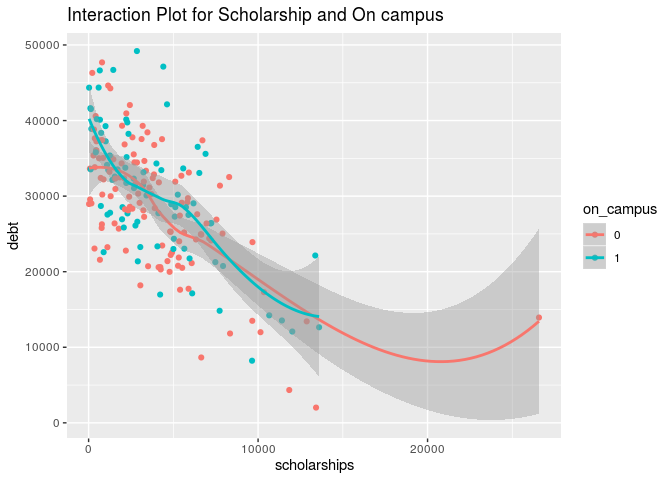 Interaction Plot for Scholarship and On campus
50000
40000
30000
20000
10000
0
debt
0 10000 20000
scholarships
on_campus
0
1